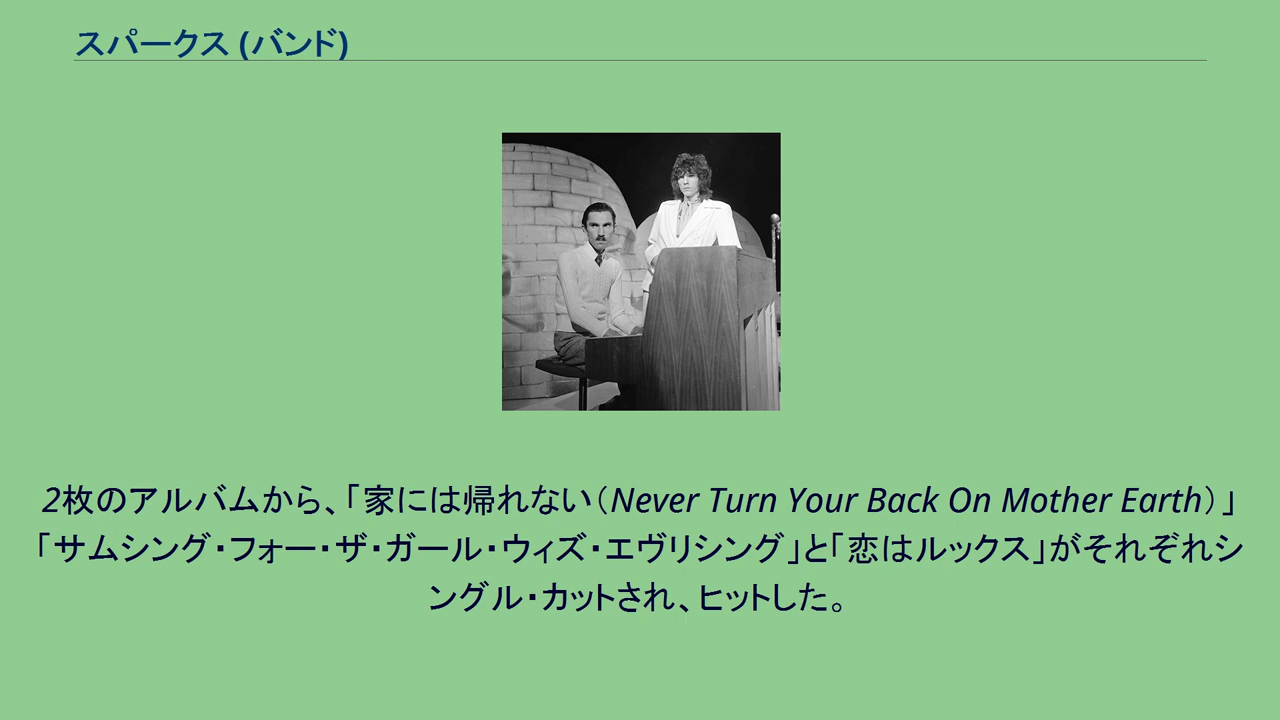 スパークス (バンド)
2枚のアルバムから、「家には帰れない（Never Turn Your Back On Mother Earth）」
「サムシング・フォー・ザ・ガール・ウィズ・エヴリシング」と「恋はルックス」がそれぞれシ
ングル・カットされ、ヒットした。